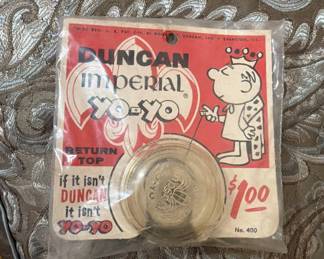 DUNCAN
imperial ®
YO-YO
RETURN
TOP
if it isn't
DUNCAN
it isn't
YO-YO
$1.00
No. 400